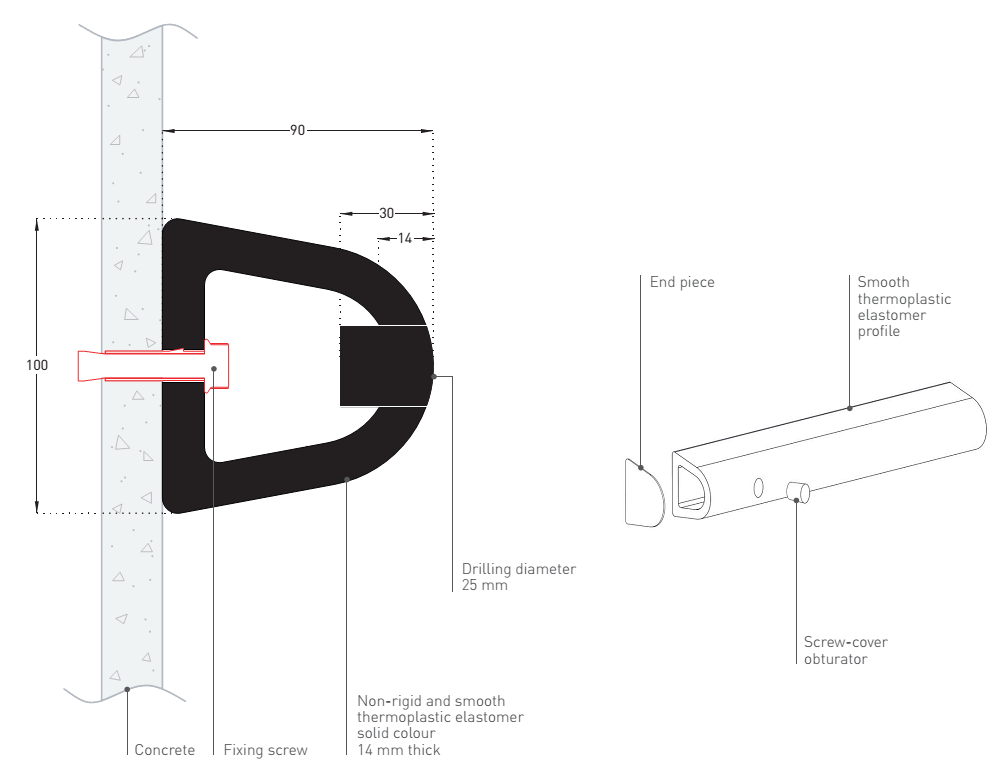 90
30
14
100
End piece
Smooth
thermoplastic
elastomer
profile
Drilling diameter
25 mm
Screw-cover
obturator
Non-rigid and smooth
thermoplastic elastomer
solid colour
14 mm thick
Concrete
Fixing screw